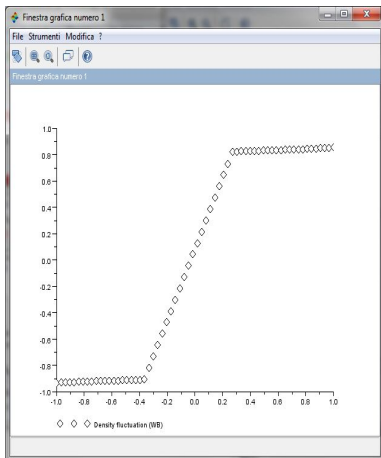 Finestra grafica numero 1
File Strumenti Modifica ?
Finestra grafica numero 1
1.0
0.8
0.6
0.4
0.2
0.0
-0.2
-0.4
-0.6
-0.8
-1.0
-1.0 -0.8 -0.6 -0.4 -0.2 0.0 0.2 0.4 0.6 0.8 1.0
Density fluctuation (WB)